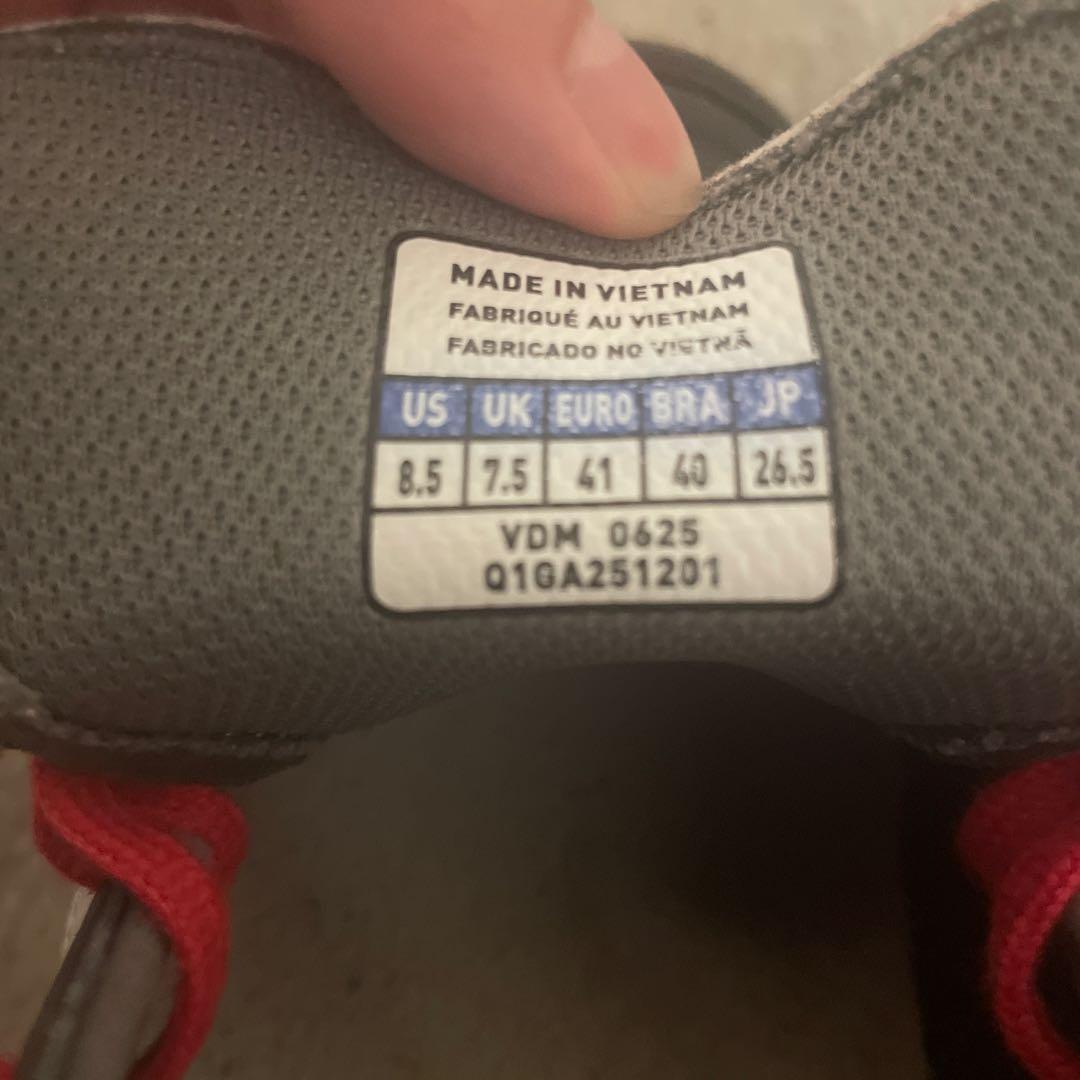 MADE IN VIETNAM
FABRIQUÉ AU VIETNAM
FABRICADO NO VIETNÃ
US UK EURO BRA JP
8.5 7.5 41 40 26.5
VDM 0625
Q1GA251201